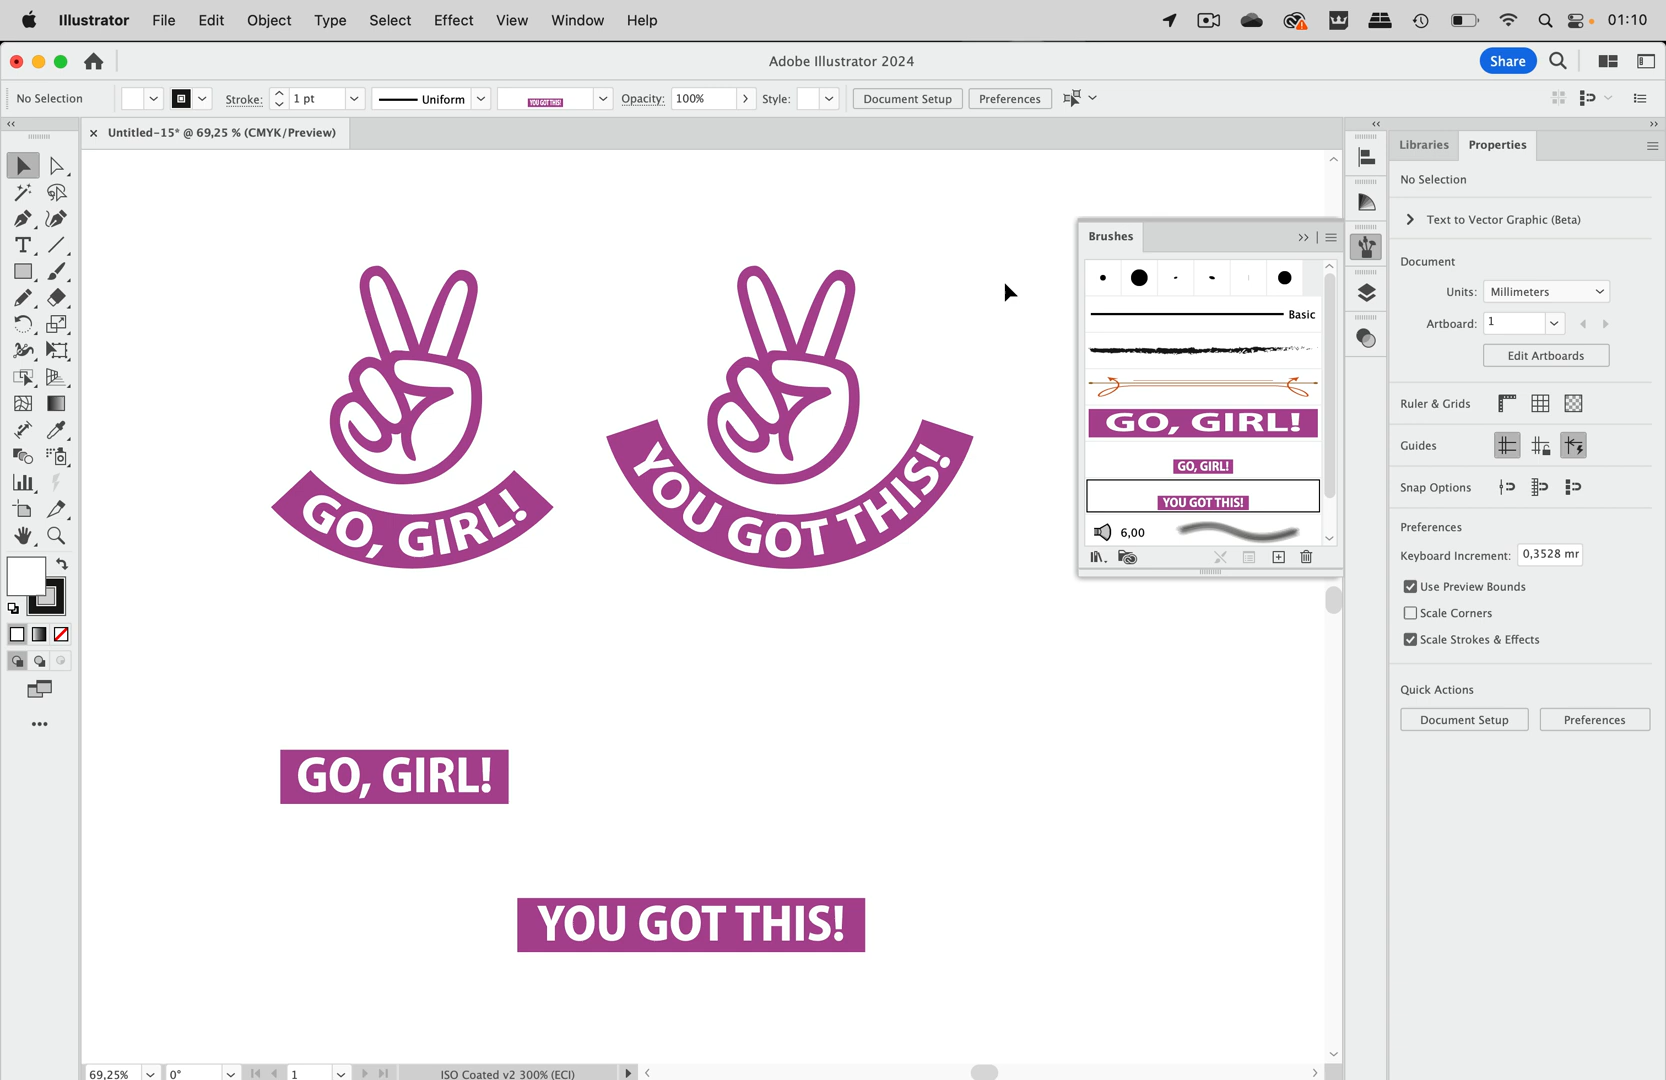 Illustrator File Edit Object Type Select Effect View Window Help 01:10
Adobe Illustrator 2024 Share
No Selection Stroke: 1 pt Uniform YOU GOT THIS! Opacity: 100% Style: Document Setup Preferences
Untitled-15* @ 69,25 % (CMYK/Preview)
Libraries Properties
No Selection
Text to Vector Graphic (Beta)
Brushes
Document
Units: Millimeters
Basic
Artboard: 1
Edit Artboards
Ruler & Grids
GO, GIRL!
Guides
GO, GIRL!
Snap Options
YOU GOT THIS!
6,00
GO, GIRL!
YOU GOT THIS!
Preferences
Keyboard Increment: 0,3528 mr
Use Preview Bounds
Scale Corners
Scale Strokes & Effects
Quick Actions
Document Setup Preferences
GO, GIRL!
YOU GOT THIS!
69,25% 0° 1 ISO Coated v2 300% (ECI)